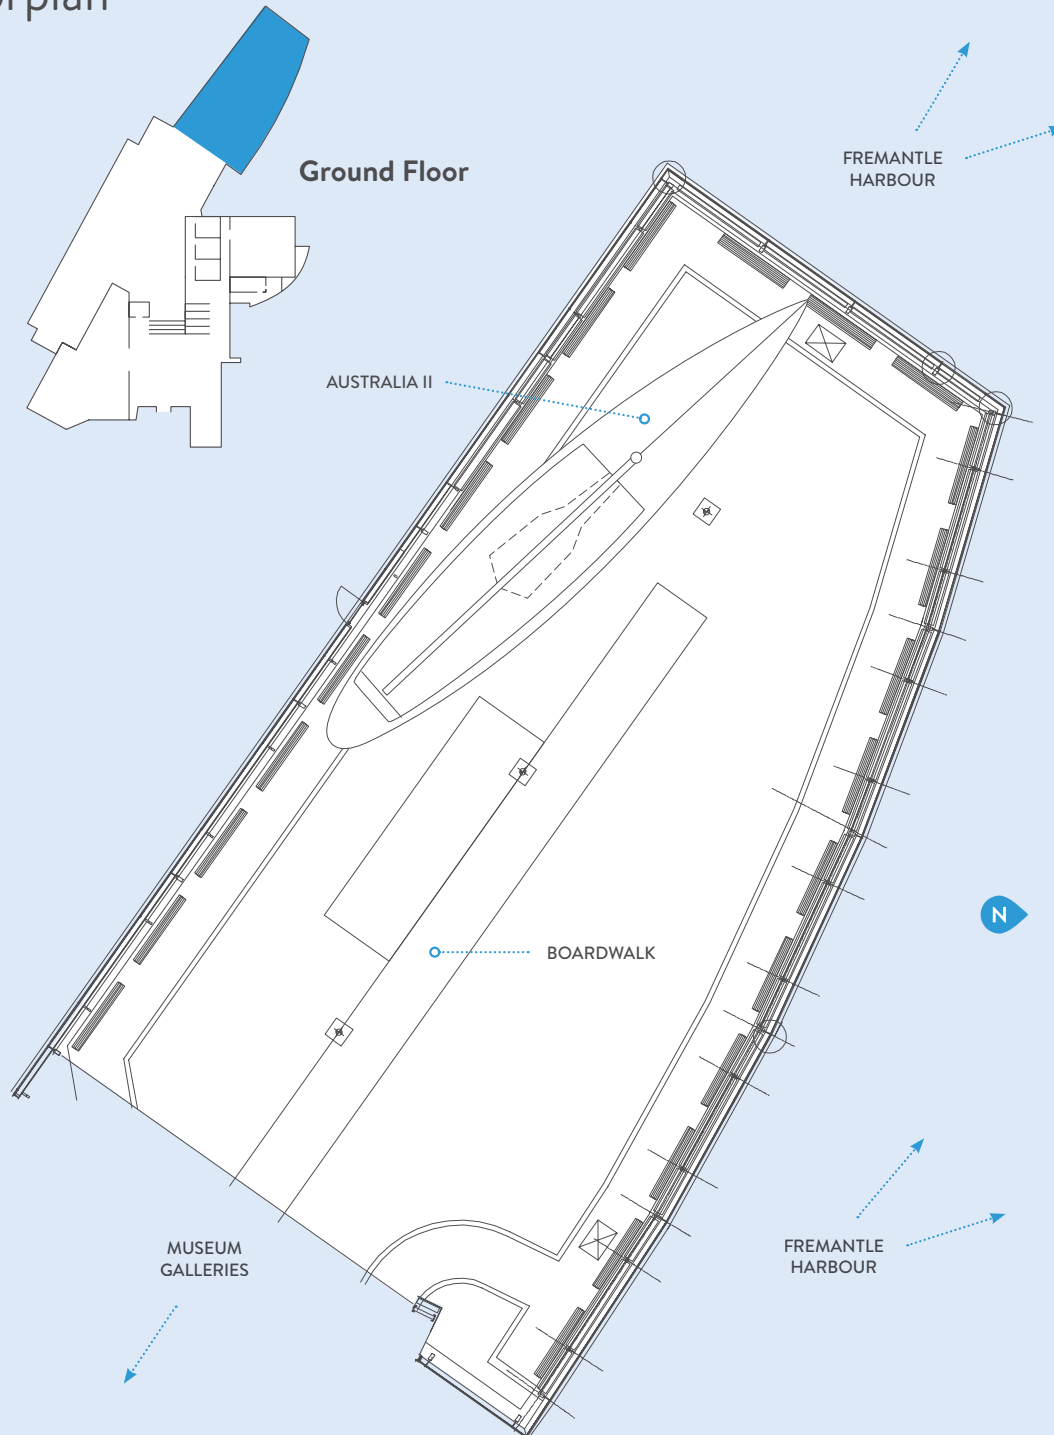 Ground Floor
FREMANTLE
HARBOUR
AUSTRALIA II
N
BOARDWALK
MUSEUM
GALLERIES
FREMANTLE
HARBOUR